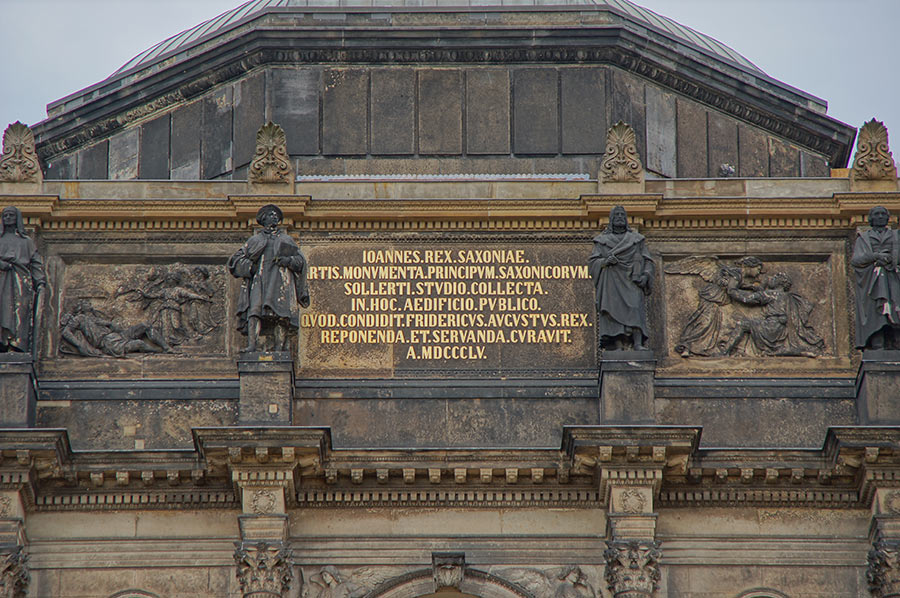 IOANNES.REX.SAXONIAE.
ARTIS.MONVMENTA.PRINCIPVM.SAXONICORVM.
SOLLERTI.STVDIO.COLLECTA.
IN.HOC.AEDIFICIO.PVBLICO.
QVOD.CONDIDIT.FRIDERICVS.AVGVSTVS.REX.
REPONENDA.ET.SERVANDA.CVRAVIT.
A.MDCCCLV.